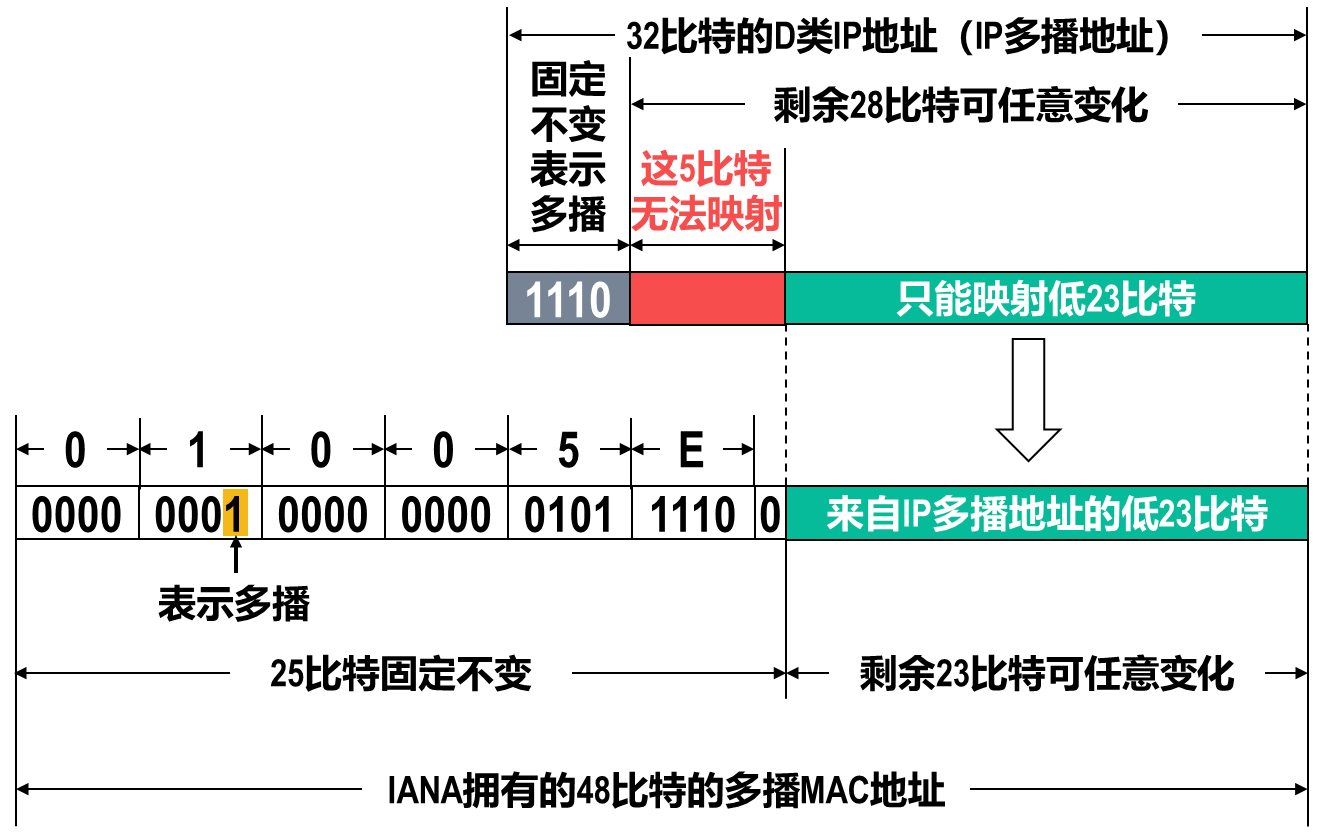 32比特的D类IP地址（IP多播地址）
固定
不变
表示
多播
剩余28比特可任意变化
这5比特
无法映射
1110
只能映射低23比特
0 1 0 0 5 E
0000 0001 0000 0000 0101 1110 0 来自IP多播地址的低23比特
表示多播
25比特固定不变 剩余23比特可任意变化
IANA拥有的48比特的多播MAC地址